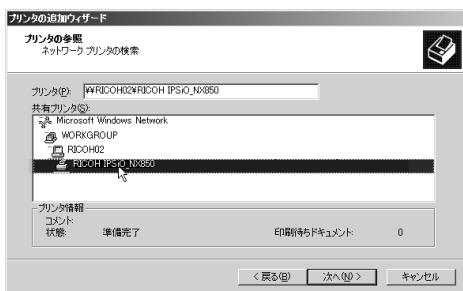 プリンタの追加ウィザード
プリンタの参照
ネットワーク プリンタの検索
プリンタ(P): ¥¥RICOH02¥RICOH IPSiO_NX850
共有プリンタ(S):
Microsoft Windows Network
WORKGROUP
RICOH02
RICOH IPSiO_NX850
プリンタ情報
コメント:
状態: 準備完了 印刷待ちドキュメント: 0
< 戻る(B) 次へ(N) > キャンセル